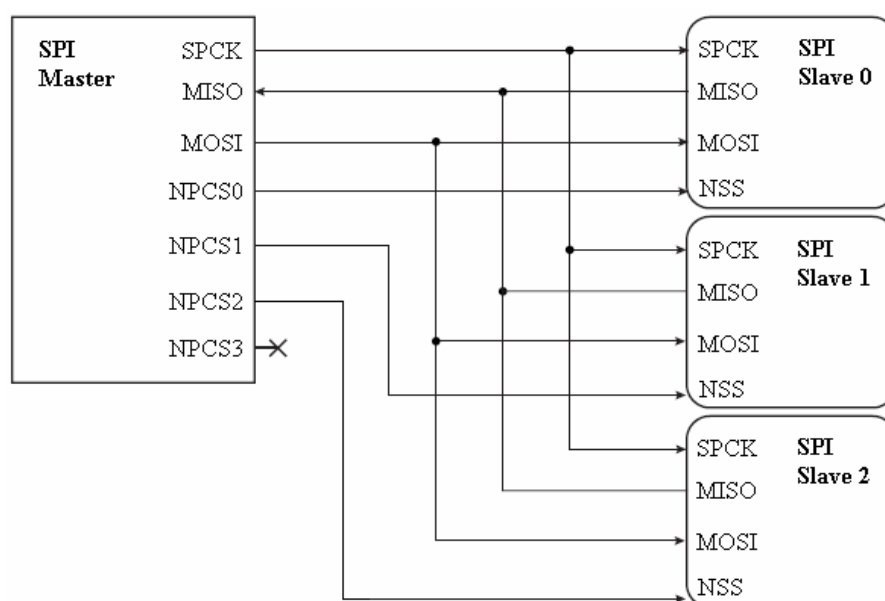 SPI
Master
SPCK
MISO
MOSI
NPCS0
NPCS1
NPCS2
NPCS3
SPCK
MISO
MOSI
NSS
SPI
Slave 0
SPCK
MISO
MOSI
NSS
SPI
Slave 1
SPCK
MISO
MOSI
NSS
SPI
Slave 2